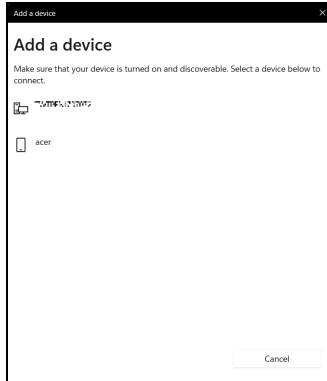 Add a device
Add a device
Make sure that your device is turned on and discoverable. Select a device below to
connect.
acer
Cancel